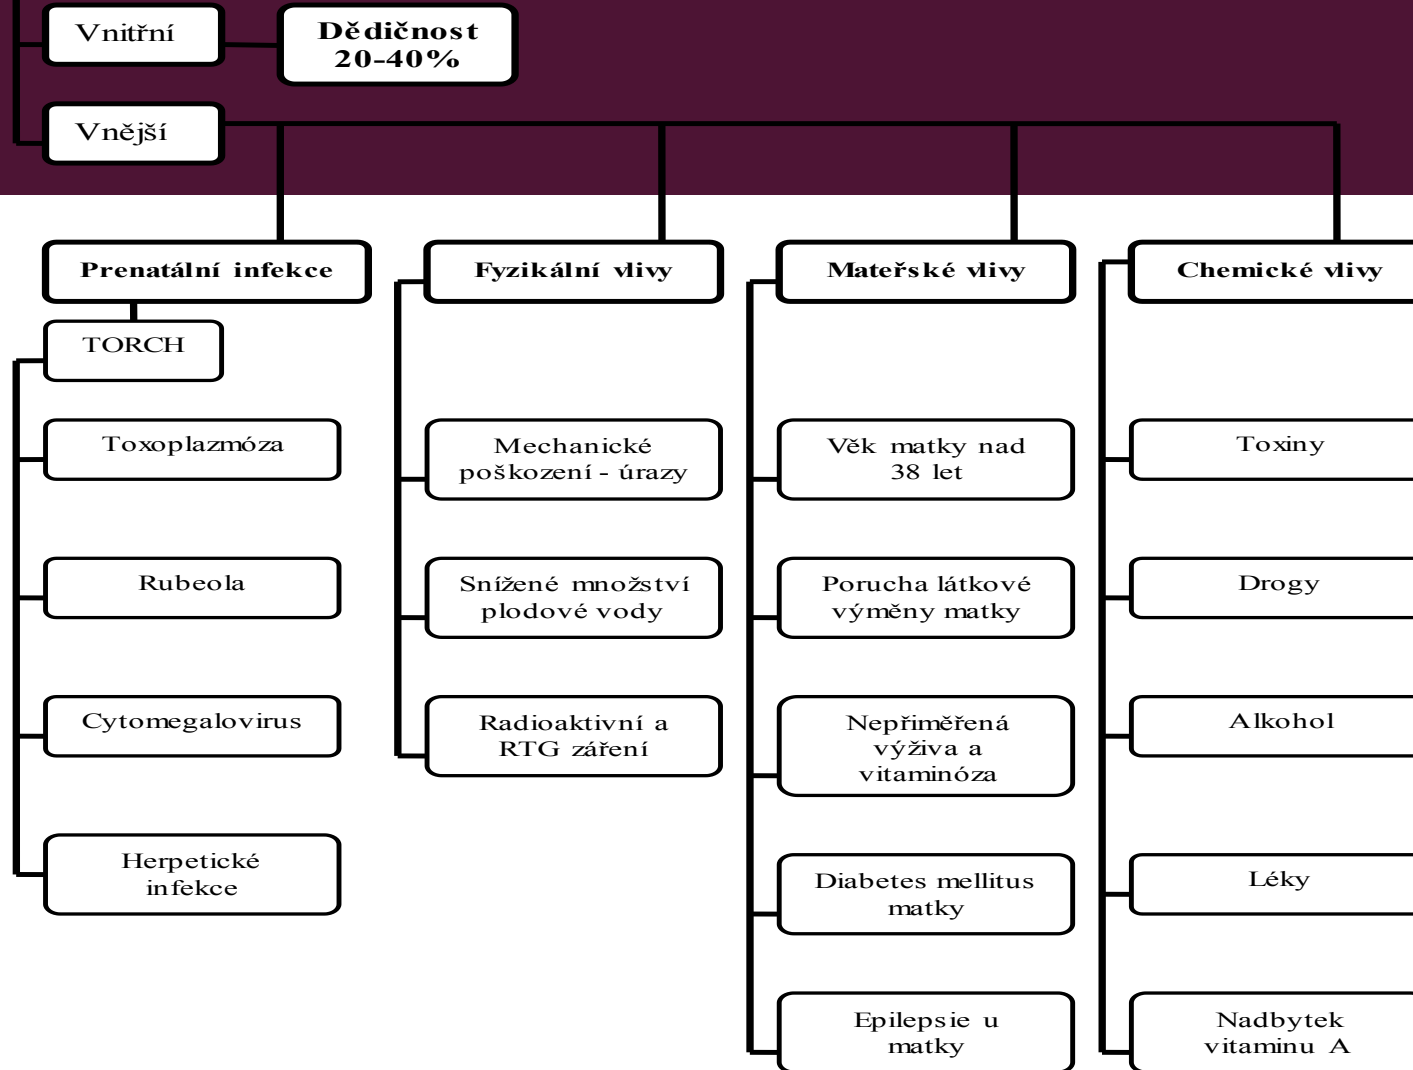 Vnitřní
Dědičnost
20-40%
Vnější
Prenatální infekce
Fyzikální vlivy
Mateřské vlivy
Chemické vlivy
TORCH
Toxoplazmóza
Rubeola
Cytomegalovirus
Herpetické
infekce
Mechanické
poškození - úrazy
Snížené množství
plodové vody
Radioaktivní a
RTG záření
Věk matky nad
38 let
Porucha látkové
výměny matky
Nepřiměřená
výživa a
vitaminóza
Diabetes mellitus
matky
Epilepsie u
matky
Toxiny
Drogy
Alkohol
Léky
Nadbytek
vitaminu A